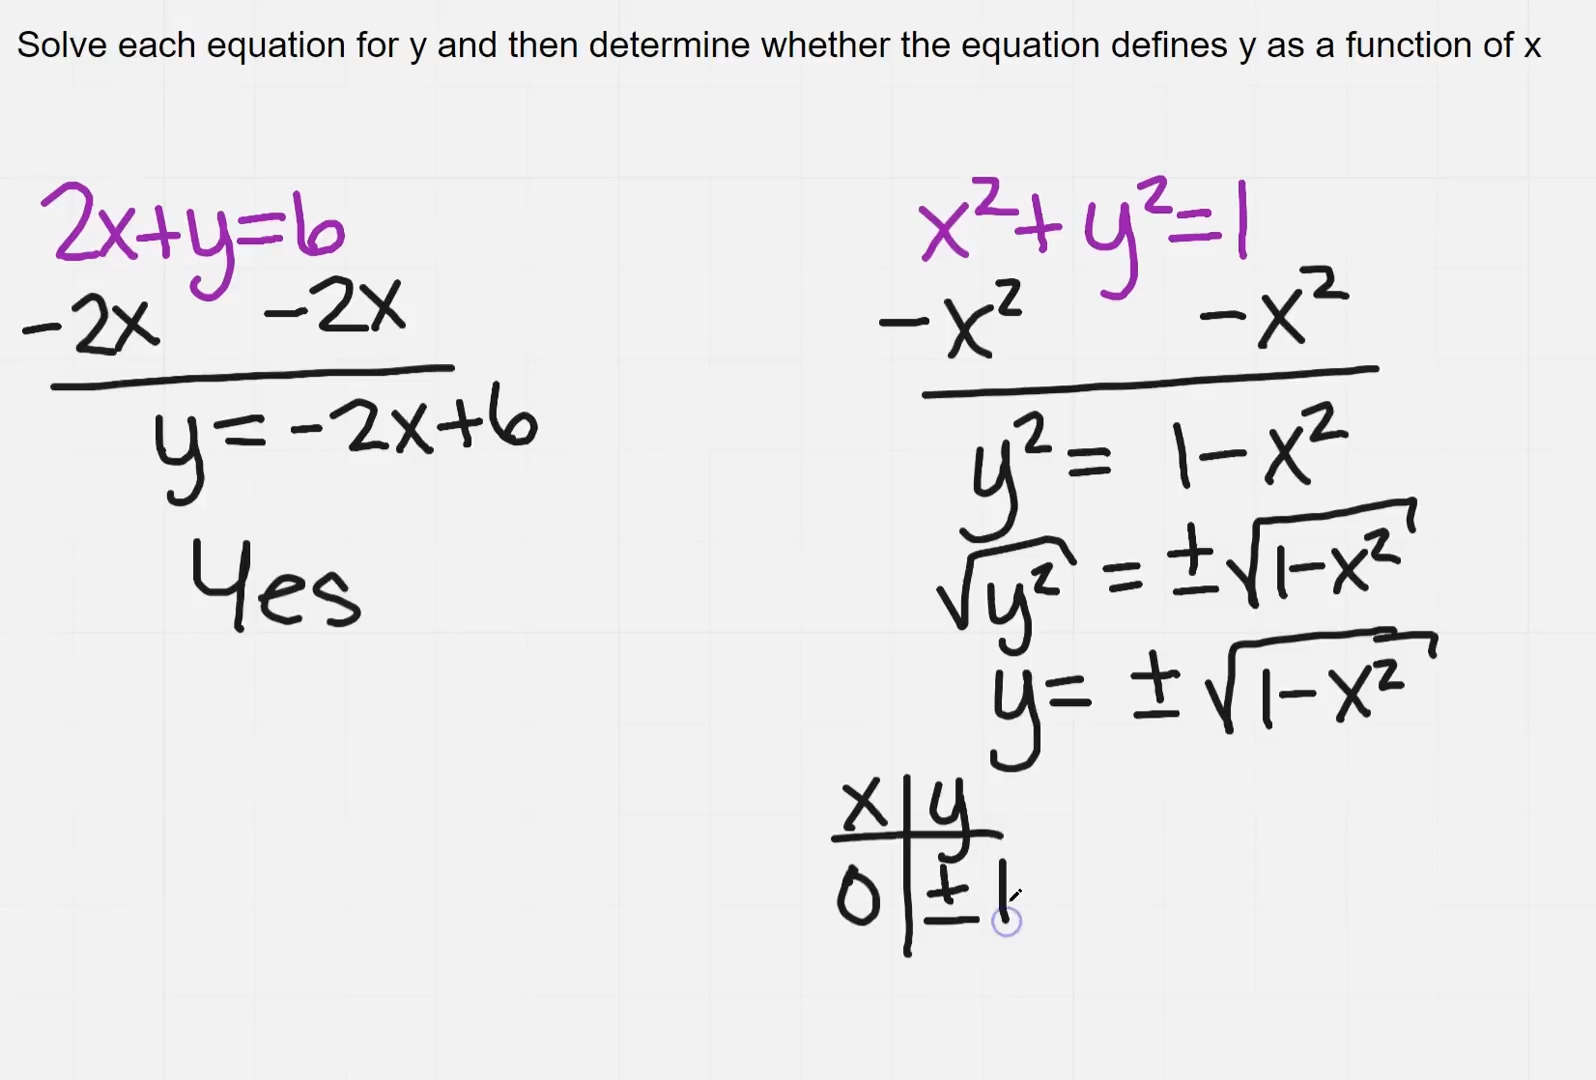 Solve each equation for y and then determine whether the equation defines y as a function of x
2x+y=6
-2x -2x
y=-2x+6
Yes
x²+y²=1
-x² -x²
y²= 1-x²
√y² = ±√1-x²
y= ±√1-x²
x|y
0|±1